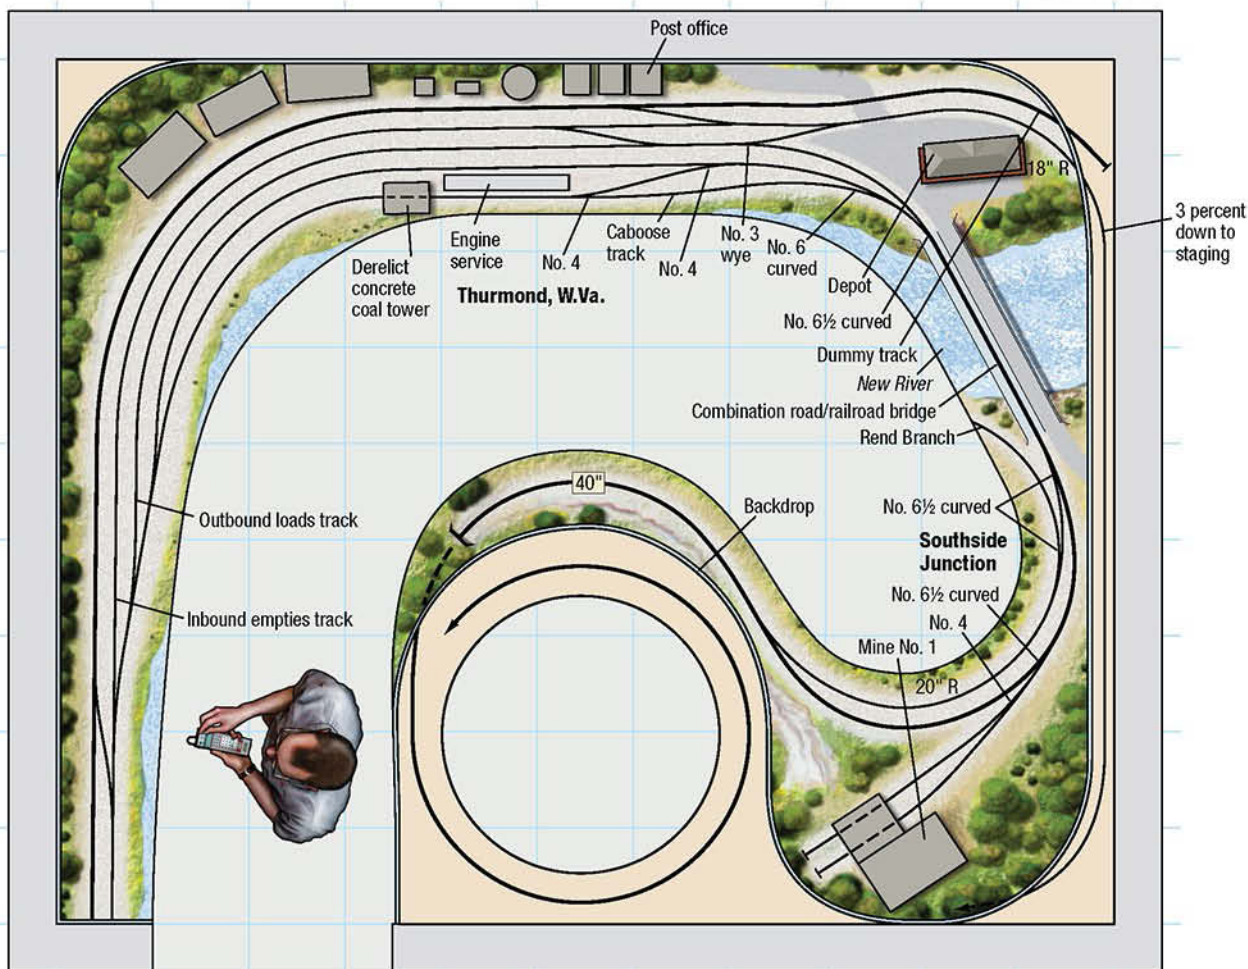 Post office
18" R
3 percent
down to
staging
Engine
service
No. 4
Caboose
track
No. 4
No. 3
wye
No. 6
curved
Derelict
concrete
coal tower
Thurmond, W.Va.
Depot
No. 6½ curved
Dummy track
New River
Combination road/railroad bridge
Rend Branch
40"
Backdrop
No. 6½ curved
Outbound loads track
Southside
Junction
No. 6½ curved
No. 4
Inbound empties track
Mine No. 1
20" R